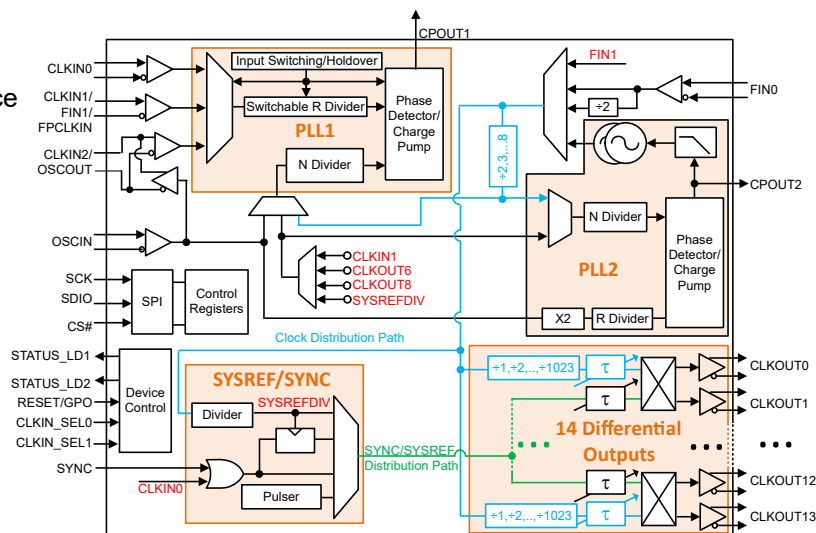 ce
CPOUT1
CLKIN0
CLKIN1/
FIN1/
FPCLKIN
CLKIN2/
OSCOUT
OSCIN
SCK
SDIO
CS#
STATUS_LD1
STATUS_LD2
RESET/GPO
CLKIN_SEL0
CLKIN_SEL1
SYNC
CLKIN0
Input Switching/Holdover
Switchable R Divider
PLL1
N Divider
Phase
Detector/
Charge
Pump
FIN1
FIN0
÷2
÷2,3,...8
CPOUT2
N Divider
PLL2
Phase
Detector/
Charge
Pump
X2
R Divider
CLKIN1
CLKOUT6
CLKOUT8
SYSREFDIV
SPI
Control
Registers
Device
Control
Clock Distribution Path
SYSREF/SYNC
Divider
SYSREFDIV
Pulser
SYNC/SYSREF
Distribution Path
÷1,÷2,..,÷1023
τ
τ
CLKOUT0
CLKOUT1
14 Differential
Outputs
τ
÷1,÷2,..,÷1023
τ
CLKOUT12
CLKOUT13